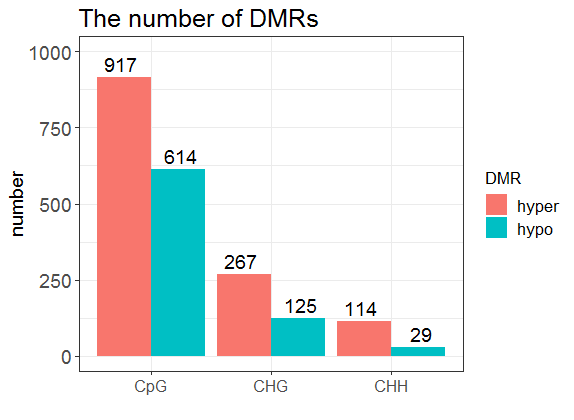 The number of DMRs
number
1000
750
500
250
0
917
614
267
125
114
29
CpG
CHG
CHH
DMR
hyper
hypo